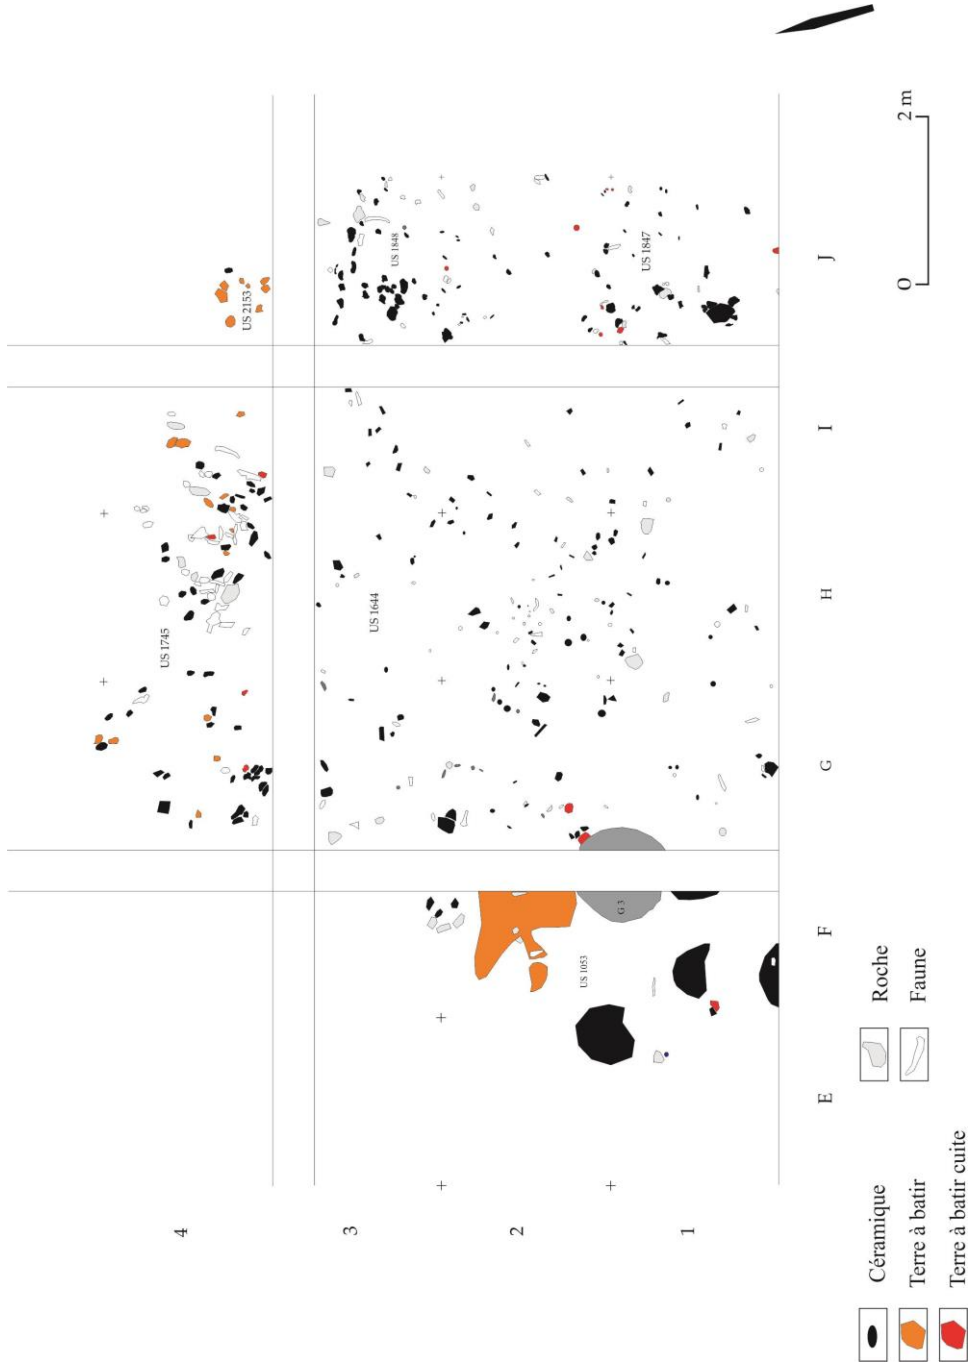 4
3
2
1
US 1745
US 2153
US 1644
US 1848
US 1847
US 1053
G 3
E
F
G
H
I
J
0
2 m
Céramique
Roche
Terre à batir
Faune
Terre à batir cuite